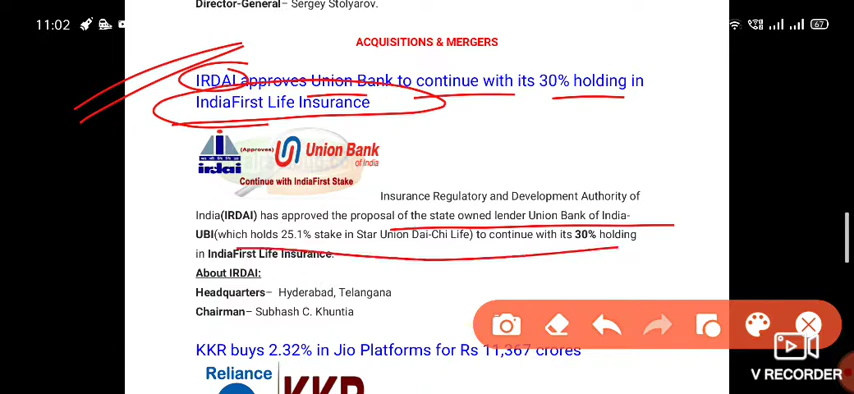 11:02
67
Director-General– Sergey Stolyarov.
ACQUISITIONS & MERGERS
IRDAI approves Union Bank to continue with its 30% holding in
IndiaFirst Life Insurance
irdai
(Approves)
Union Bank
of India
Continue with IndiaFirst Stake
Insurance Regulatory and Development Authority of
India(IRDAI) has approved the proposal of the state owned lender Union Bank of India-
UBI(which holds 25.1% stake in Star Union Dai-Chi Life) to continue with its 30% holding
in IndiaFirst Life Insurance.
About IRDAI:
Headquarters– Hyderabad, Telangana
Chairman– Subhash C. Khuntia
KKR buys 2.32% in Jio Platforms for Rs 11,367 crores
Reliance
KKR
V RECORDER